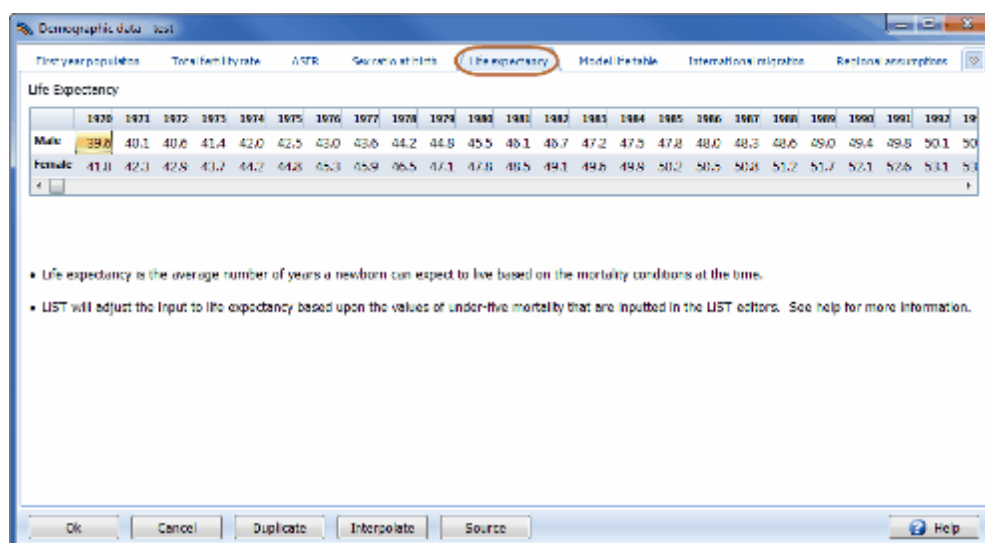 Demographic data - test
First year population Total fertility rate ASFR Sex ratio at birth Life expectancy Model life table International migration Regional assumptions
Life Expectancy
1970 1971 1972 1973 1974 1975 1976 1977 1978 1979 1980 1981 1982 1983 1984 1985 1986 1987 1988 1989 1990 1991 1992 19
Male 39.6 40.1 40.6 41.4 42.0 42.5 43.0 43.6 44.2 44.8 45.5 46.1 46.7 47.2 47.5 47.8 48.0 48.3 48.6 49.0 49.4 49.8 50.1 50
Female 41.8 42.3 42.9 43.7 44.2 44.8 45.3 45.9 46.5 47.1 47.8 48.5 49.1 49.6 49.9 50.2 50.5 50.8 51.2 51.7 52.1 52.6 53.1 53
• Life expectancy is the average number of years a newborn can expect to live based on the mortality conditions at the time.
• LiST will adjust the input to life expectancy based upon the values of under-five mortality that are inputted in the LiST editors. See help for more information.
Ok Cancel Duplicate Interpolate Source Help